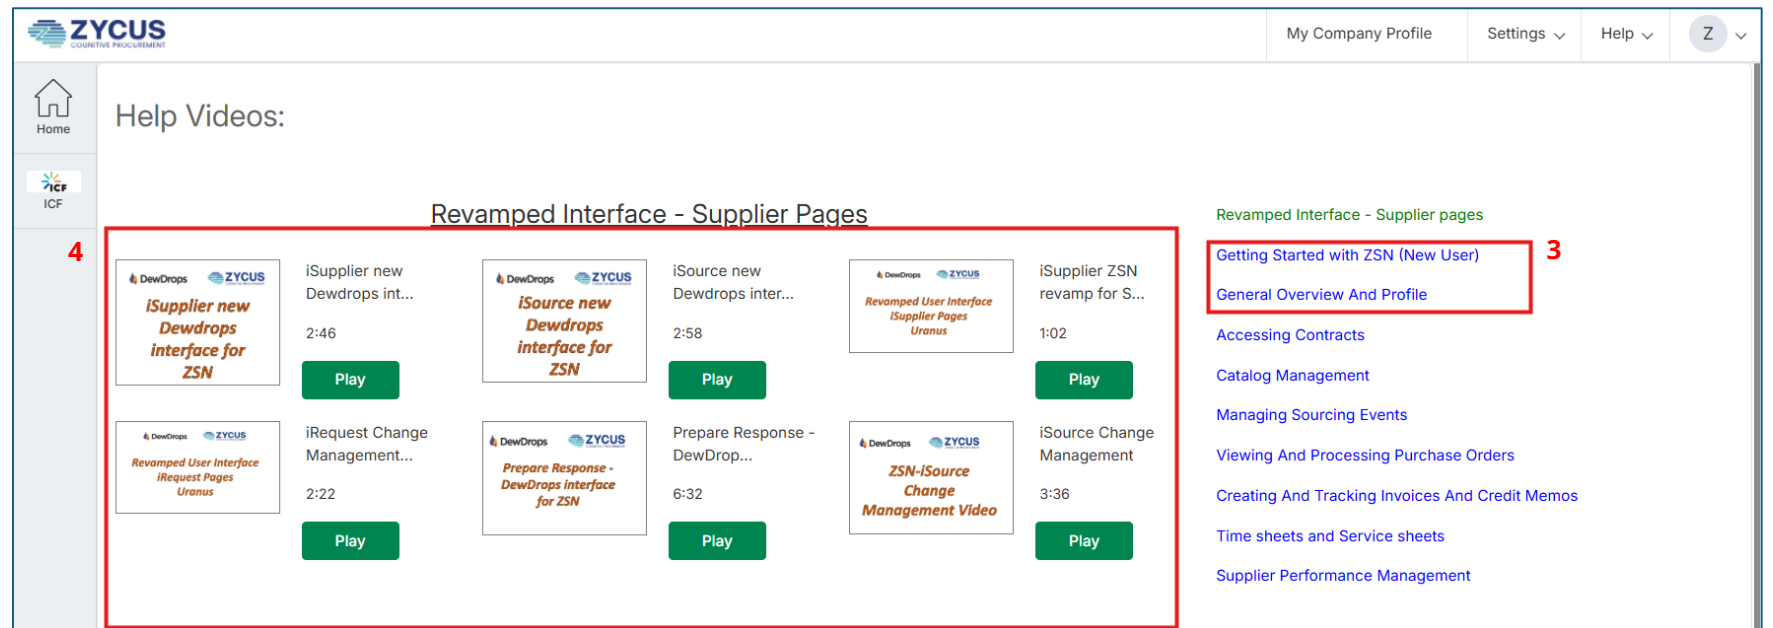 ZYCUS
COGNITIVE PROCUREMENT
My Company Profile
Settings
Help
Z
Home
ICF
ICF
Help Videos:
Revamped Interface - Supplier Pages
4
DewDrops ZYCUS
iSupplier new
Dewdrops
interface for
ZSN
iSupplier new
Dewdrops int...
2:46
Play
DewDrops ZYCUS
iSource new
Dewdrops
interface for
ZSN
iSource new
Dewdrops inter...
2:58
Play
DewDrops ZYCUS
Revamped User Interface
iSupplier Pages
Uranus
iSupplier ZSN
revamp for S...
1:02
Play
DewDrops ZYCUS
Revamped User Interface
iRequest Pages
Uranus
iRequest Change
Management...
2:22
Play
DewDrops ZYCUS
Prepare Response -
DewDrops interface
for ZSN
Prepare Response -
DewDrop...
6:32
Play
DewDrops ZYCUS
ZSN-iSource
Change
Management Video
iSource Change
Management
3:36
Play
Revamped Interface - Supplier pages
3
Getting Started with ZSN (New User)
General Overview And Profile
Accessing Contracts
Catalog Management
Managing Sourcing Events
Viewing And Processing Purchase Orders
Creating And Tracking Invoices And Credit Memos
Time sheets and Service sheets
Supplier Performance Management